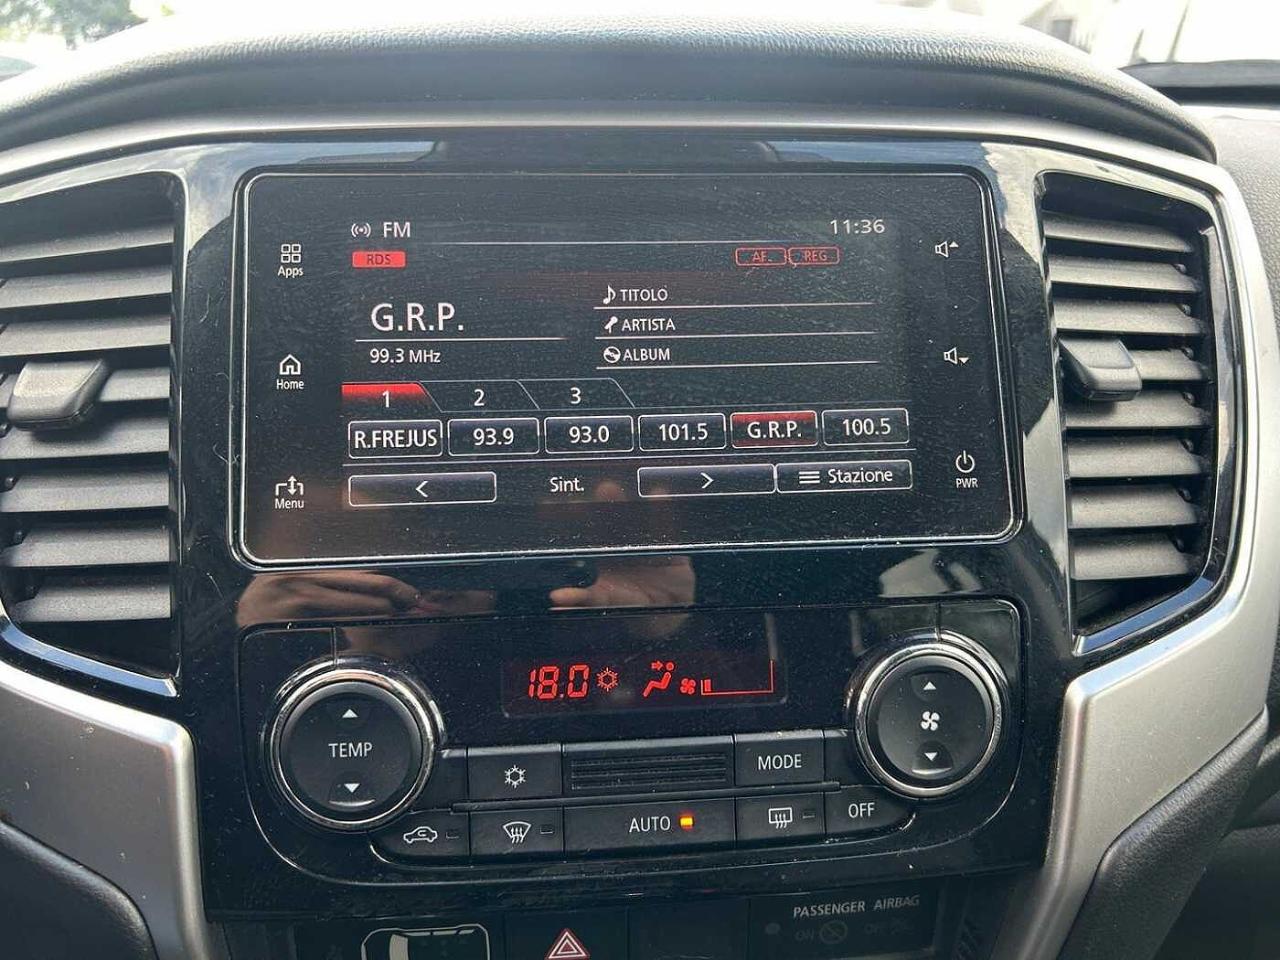 FM
11:36
RDS
AF
REG
Apps
G.R.P.
TITOLO
ARTISTA
99.3 MHz
ALBUM
Home
1 2 3
R.FREJUS 93.9 93.0 101.5 G.R.P. 100.5
< Sint. > Stazione
Menu
PWR
18.0
TEMP
MODE
AUTO
OFF
PASSENGER AIRBAG
ON OFF